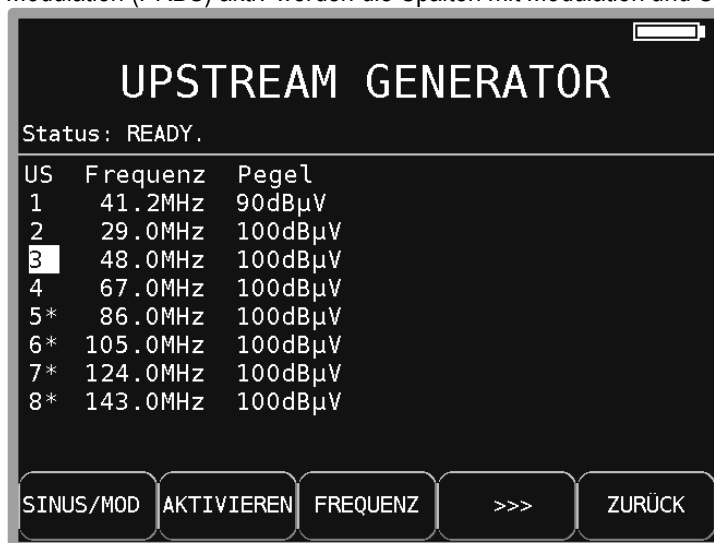 UPSTREAM GENERATOR
Status: READY.
US Frequenz Pegel
1 41.2MHz 90dBµV
2 29.0MHz 100dBµV
3 48.0MHz 100dBµV
4 67.0MHz 100dBµV
5* 86.0MHz 100dBµV
6* 105.0MHz 100dBµV
7* 124.0MHz 100dBµV
8* 143.0MHz 100dBµV
SINUS/MOD AKTIVIEREN FREQUENZ >>> ZURÜCK